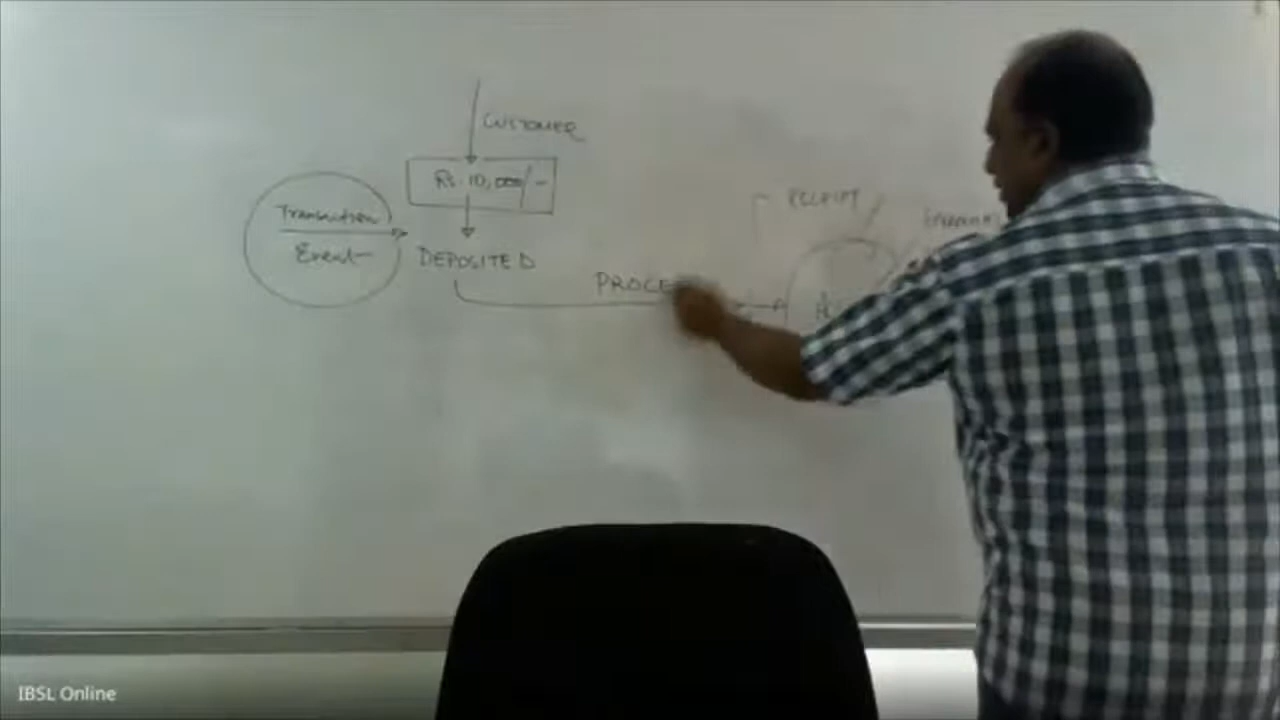 CUSTOMER
Rs. 10,000/-
Transaction
Event
DEPOSITED
PROCE
RECEIPT
IBSL Online